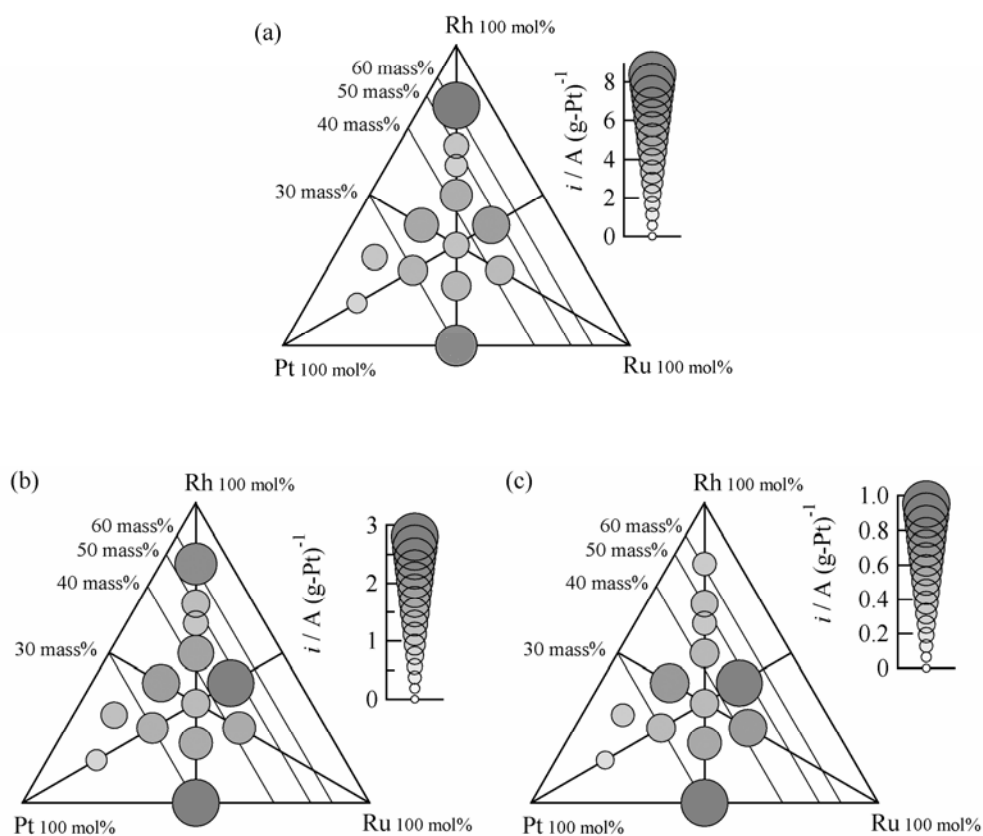 (a)
Rh 100 mol%
60 mass%
50 mass%
40 mass%
30 mass%
Pt 100 mol%
Ru 100 mol%
i / A (g-Pt)-1
8
6
4
2
0
(b)
Rh 100 mol%
60 mass%
50 mass%
40 mass%
30 mass%
Pt 100 mol%
Ru 100 mol%
i / A (g-Pt)-1
3
2
1
0
(c)
Rh 100 mol%
60 mass%
50 mass%
40 mass%
30 mass%
Pt 100 mol%
Ru 100 mol%
i / A (g-Pt)-1
1.0
0.8
0.6
0.4
0.2
0